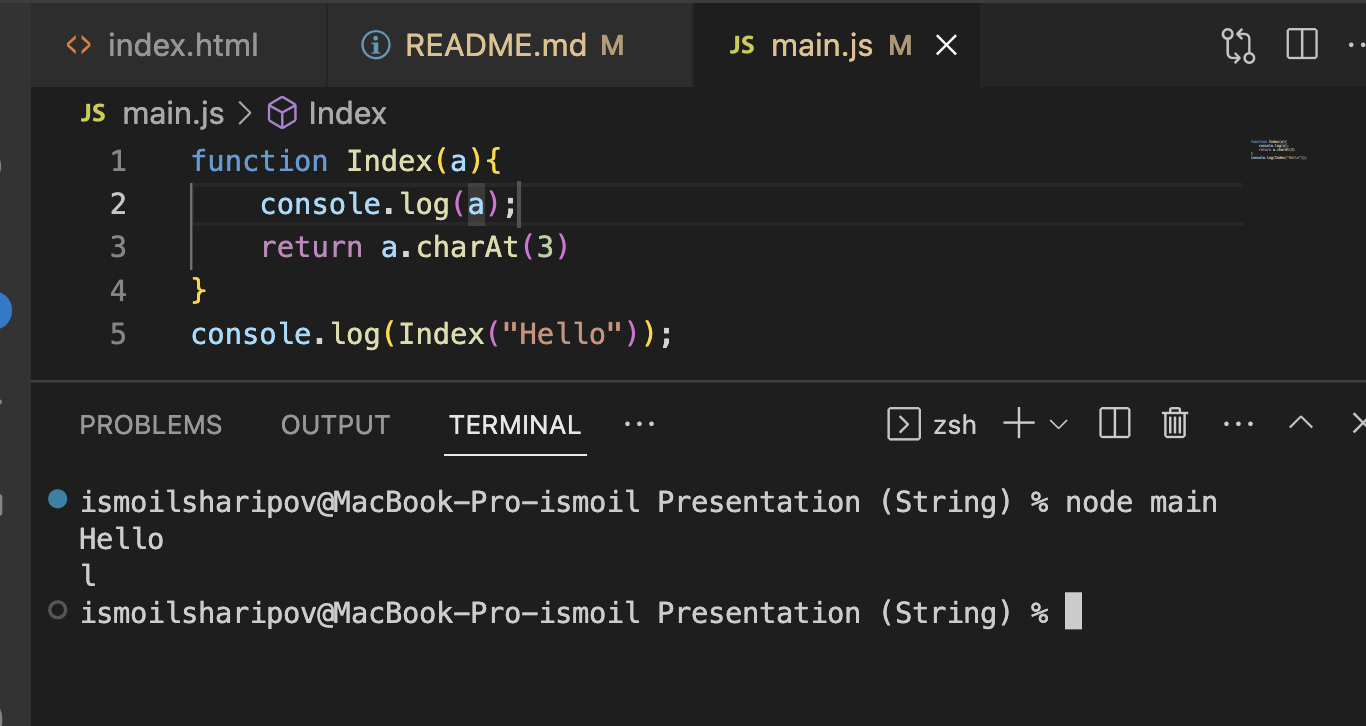 index.html README.md M JS main.js M
JS main.js > Index
1 function Index(a){
2 console.log(a);
3 return a.charAt(3)
4 }
5 console.log(Index("Hello"));
PROBLEMS OUTPUT TERMINAL ··· zsh
ismoilsharipov@MacBook-Pro-ismoil Presentation (String) % node main
Hello
l
ismoilsharipov@MacBook-Pro-ismoil Presentation (String) %